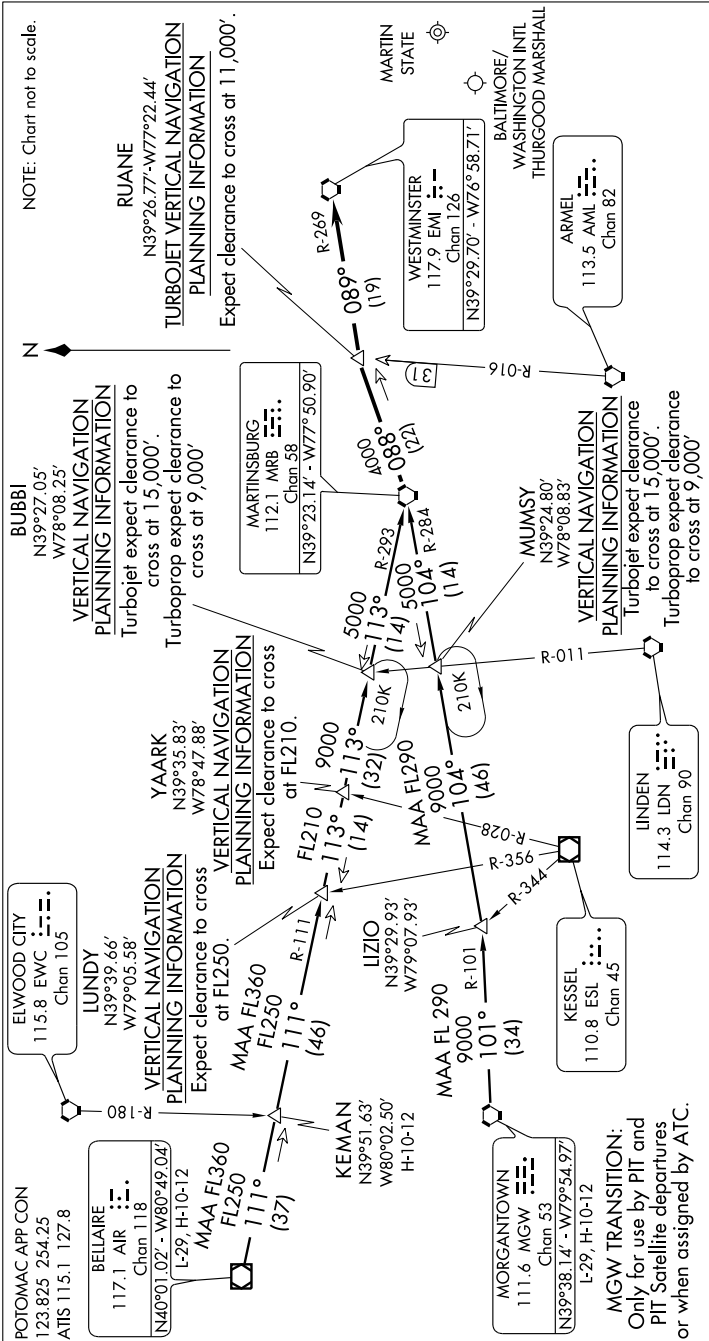 POTOMAC APP CON
123.825 254.25
ATIS 115.1 127.8
NOTE: Chart not to scale.
N
BELLAIRE
117.1 AIR
Chan 118
N40°01.02' - W80°49.04'
L-29, H-10-12
MAA FL360
FL250
111°
(37)
ELWOOD CITY
115.8 EWC
Chan 105
R-180
KEMAN
N39°51.63'
W80°02.50'
H-10-12
MAA FL360
FL250
111°
(46)
R-111
LUNDY
N39°39.66'
W79°05.58'
VERTICAL NAVIGATION
PLANNING INFORMATION
Expect clearance to cross
at FL250.
FL210
113°
(14)
YAARK
N39°35.83'
W78°47.88'
VERTICAL NAVIGATION
PLANNING INFORMATION
Expect clearance to cross
at FL210.
9000
113°
(32)
BUBBI
N39°27.05'
W78°08.25'
VERTICAL NAVIGATION
PLANNING INFORMATION
Turbojet expect clearance to
cross at 15,000'.
Turboprop expect clearance to
cross at 9,000'
210K
5000
113°
(14)
R-293
MARTINSBURG
112.1 MRB
Chan 58
N39°23.14' - W77°50.90'
4000
088°
(22)
RUANE
N39°26.77'-W77°22.44'
TURBOJET VERTICAL NAVIGATION
PLANNING INFORMATION
Expect clearance to cross at 11,000'.
089°
(19)
R-269
WESTMINSTER
117.9 EMI
Chan 126
N39°29.70' - W76°58.71'
MARTIN
STATE
BALTIMORE/
WASHINGTON INTL
THURGOOD MARSHALL
31
R-016
ARMEL
113.5 AML
Chan 82
MORGANTOWN
111.6 MGW
Chan 53
N39°38.14' - W79°54.97'
L-29, H-10-12
MAA FL 290
9000
101°
(34)
R-101
LIZIO
N39°29.93'
W79°07.93'
MAA FL290
9000
104°
(46)
R-344
R-356
R-028
KESSEL
110.8 ESL
Chan 45
210K
5000
104°
(14)
R-284
MUMSY
N39°24.80'
W78°08.83'
VERTICAL NAVIGATION
PLANNING INFORMATION
Turbojet expect clearance
to cross at 15,000'.
Turboprop expect clearance
to cross at 9,000'
R-011
LINDEN
114.3 LDN
Chan 90
MGW TRANSITION:
Only for use by PIT and
PIT Satellite departures
or when assigned by ATC.